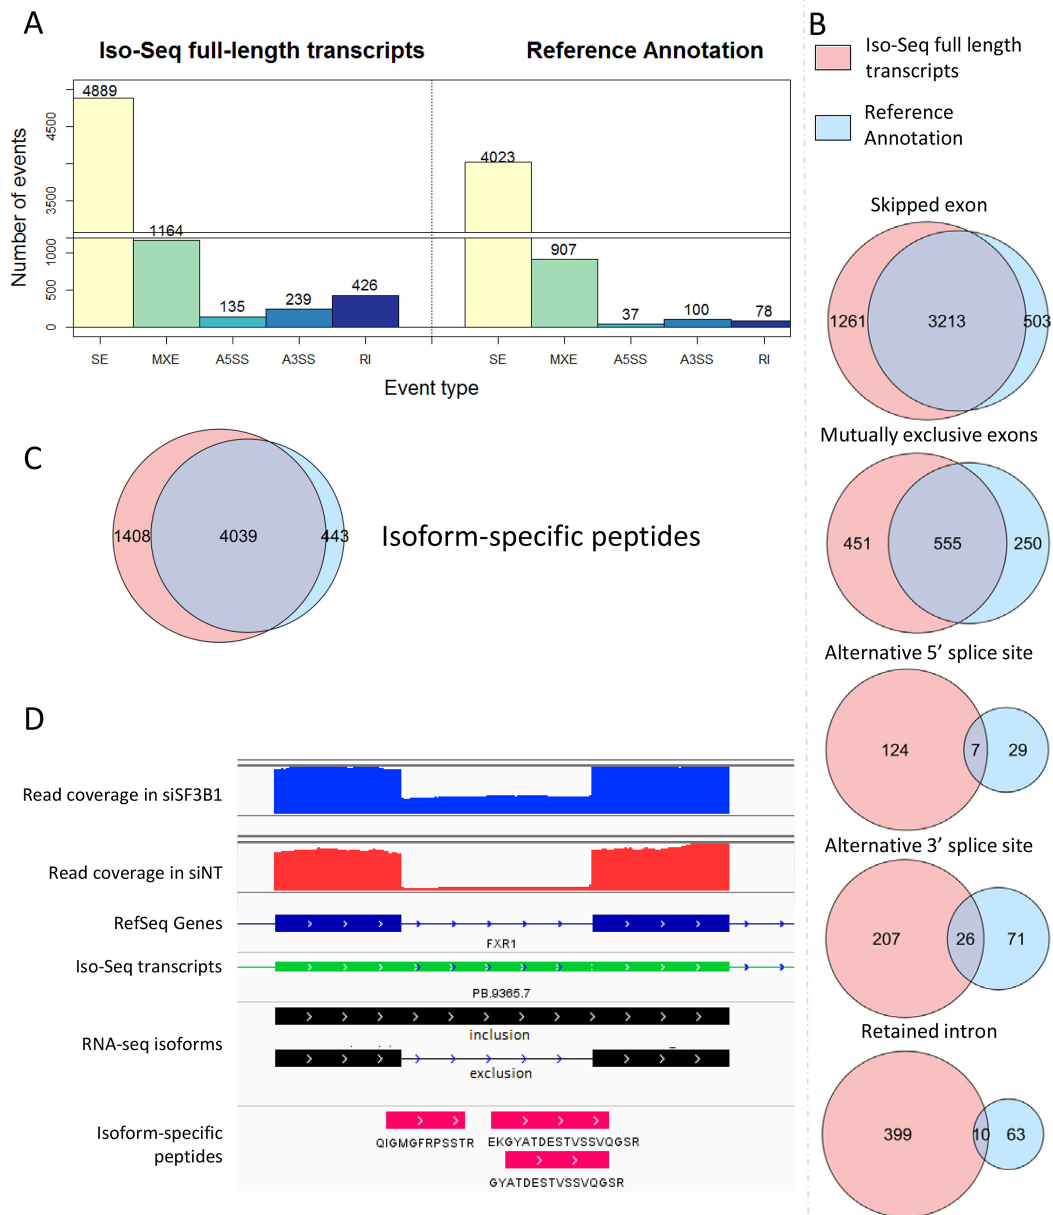 A
Iso-Seq full-length transcripts
Reference Annotation
Number of events
4500
3500
1000
500
0
4889
1164
135
239
426
4023
907
37
100
78
SE
MXE
A5SS
A3SS
RI
SE
MXE
A5SS
A3SS
RI
Event type
B
Iso-Seq full length
transcripts
Reference
Annotation
Skipped exon
1261
3213
503
Mutually exclusive exons
451
555
250
Alternative 5’ splice site
124
7
29
Alternative 3’ splice site
207
26
71
Retained intron
399
10
63
C
1408
4039
443
Isoform-specific peptides
D
Read coverage in siSF3B1
Read coverage in siNT
RefSeq Genes
FXR1
Iso-Seq transcripts
PB.9365.7
RNA-seq isoforms
inclusion
exclusion
Isoform-specific
peptides
QIGMGFRPSSTR
EKGYATDESTVSSVQGSR
GYATDESTVSSVQGSR